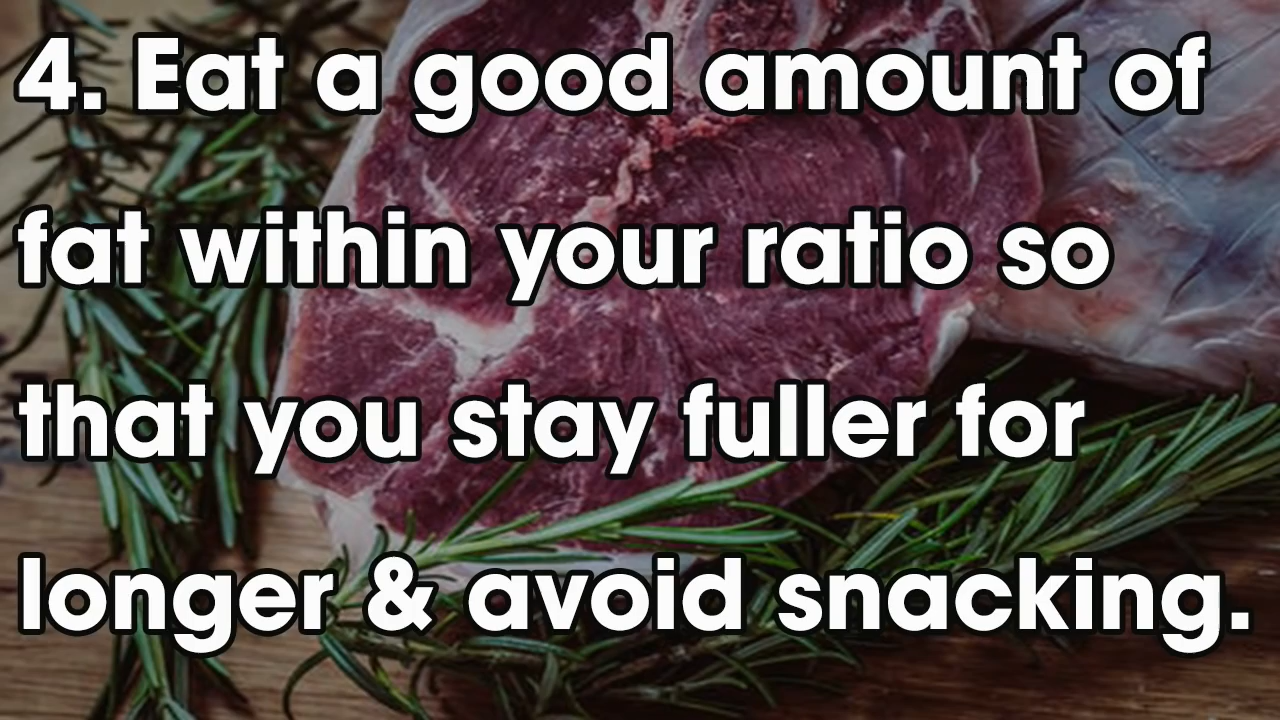 4. Eat a good amount of
fat within your ratio so
that you stay fuller for
longer & avoid snacking.